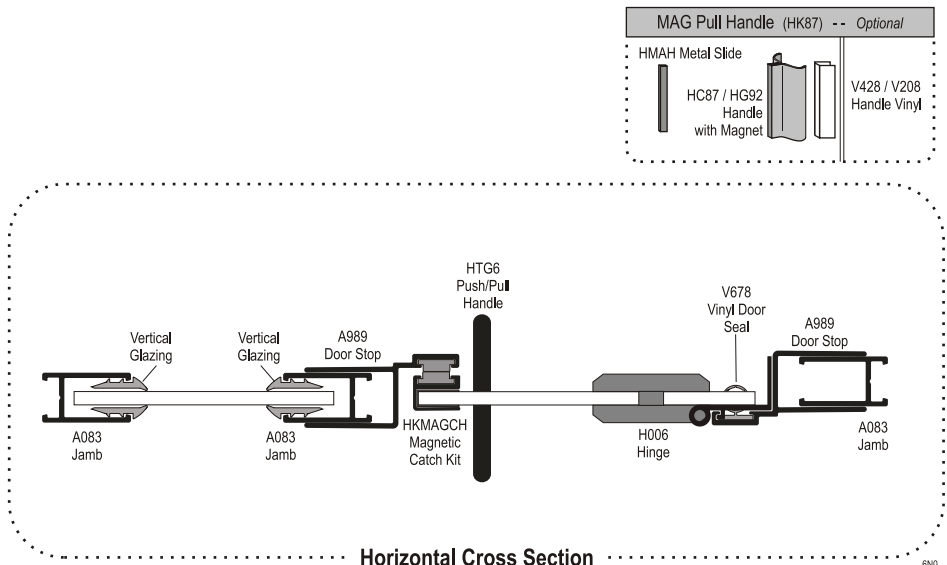 MAG Pull Handle (HK87) -- Optional
HMAH Metal Slide
HC87 / HG92
Handle
with Magnet
V428 / V208
Handle Vinyl
HTG6
Push/Pull
Handle
V678
Vinyl Door
Seal
Vertical
Glazing
Vertical
Glazing
A989
Door Stop
A989
Door Stop
A083
Jamb
A083
Jamb
HKMAGCH
Magnetic
Catch Kit
H006
Hinge
A083
Jamb
Horizontal Cross Section